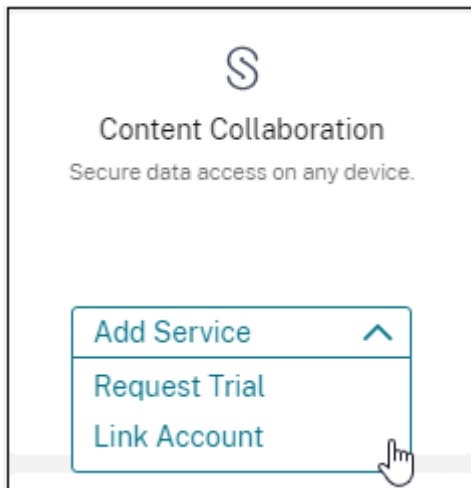 Content Collaboration
Secure data access on any device.
Add Service
Request Trial
Link Account